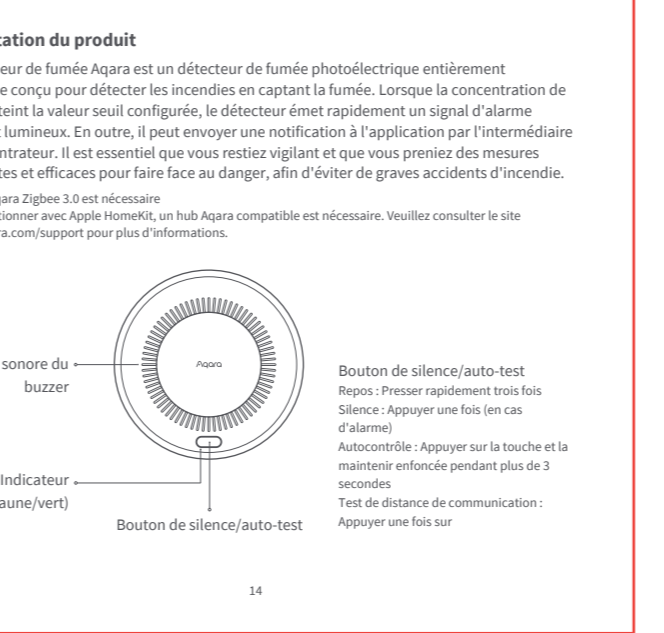 tation du produit
eur de fumée Aqara est un détecteur de fumée photoélectrique entièrement
e conçu pour détecter les incendies en captant la fumée. Lorsque la concentration de
teint la valeur seuil configurée, le détecteur émet rapidement un signal d'alarme
t lumineux. En outre, il peut envoyer une notification à l'application par l'intermédiaire
ntrateur. Il est essentiel que vous restiez vigilant et que vous preniez des mesures
tes et efficaces pour faire face au danger, afin d'éviter de graves accidents d'incendie.
qara Zigbee 3.0 est nécessaire
tionner avec Apple HomeKit, un hub Aqara compatible est nécessaire. Veuillez consulter le site
ra.com/support pour plus d'informations.
sonore du
buzzer
Aqara
Indicateur
aune/vert)
Bouton de silence/auto-test
Bouton de silence/auto-test
Repos : Presser rapidement trois fois
Silence : Appuyer une fois (en cas
d'alarme)
Autocontrôle : Appuyer sur la touche et la
maintenir enfoncée pendant plus de 3
secondes
Test de distance de communication :
Appuyer une fois sur
14